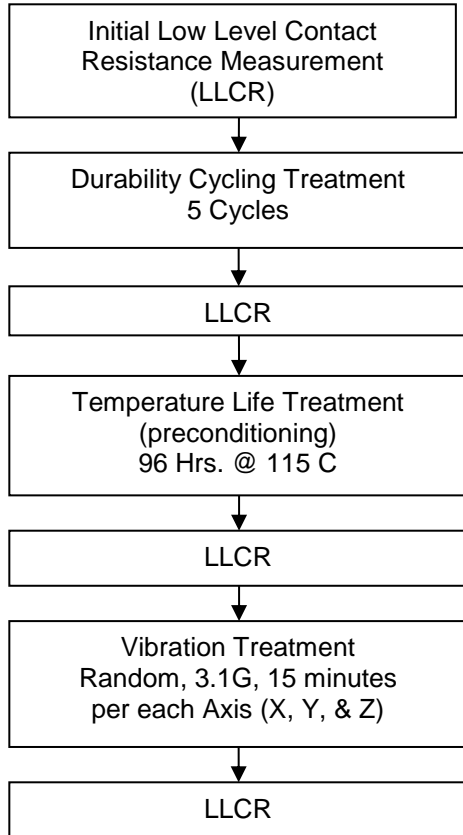 Initial Low Level Contact
Resistance Measurement
(LLCR)
Durability Cycling Treatment
5 Cycles
LLCR
Temperature Life Treatment
(preconditioning)
96 Hrs. @ 115 C
LLCR
Vibration Treatment
Random, 3.1G, 15 minutes
per each Axis (X, Y, & Z)
LLCR